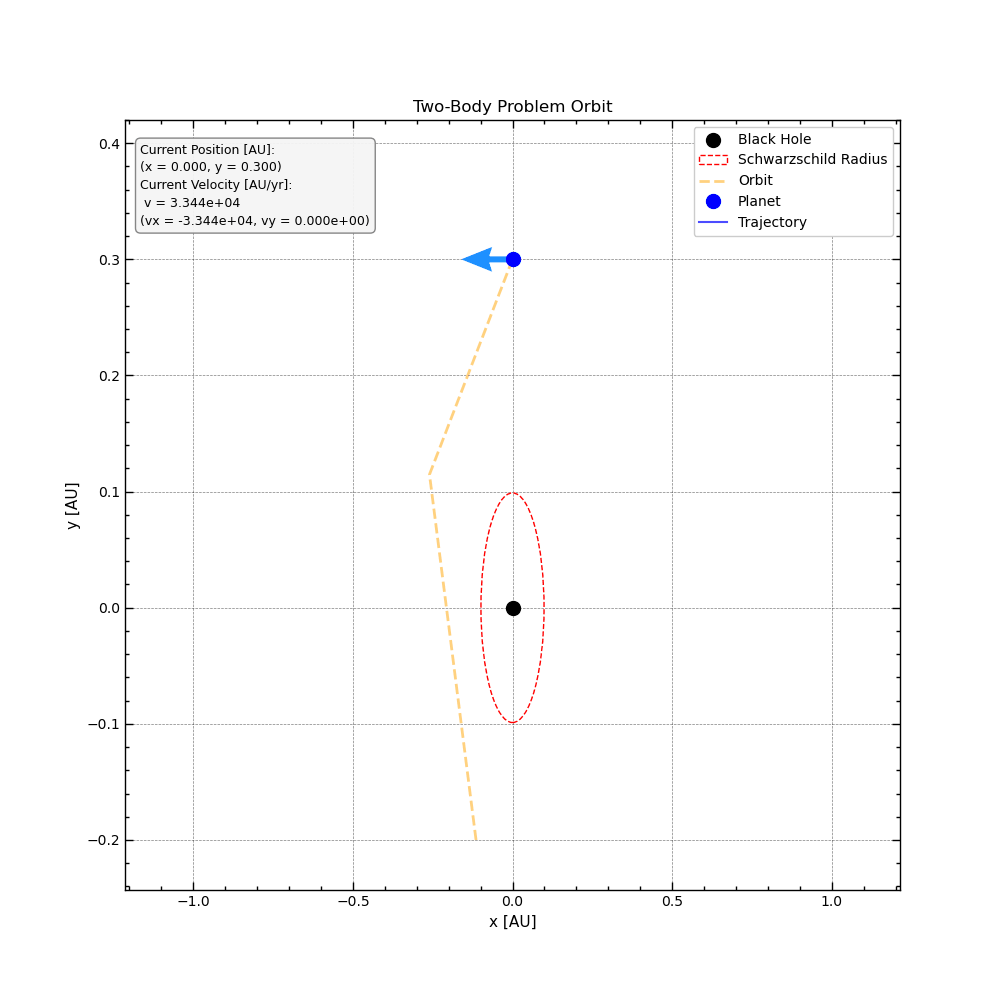 Two-Body Problem Orbit
Current Position [AU]:
(x = 0.000, y = 0.300)
Current Velocity [AU/yr]:
v = 3.344e+04
(vx = -3.344e+04, vy = 0.000e+00)
Black Hole
Schwarzschild Radius
Orbit
Planet
Trajectory
y [AU]
0.4
0.3
0.2
0.1
0.0
−0.1
−0.2
−1.0
−0.5
0.0
0.5
1.0
x [AU]